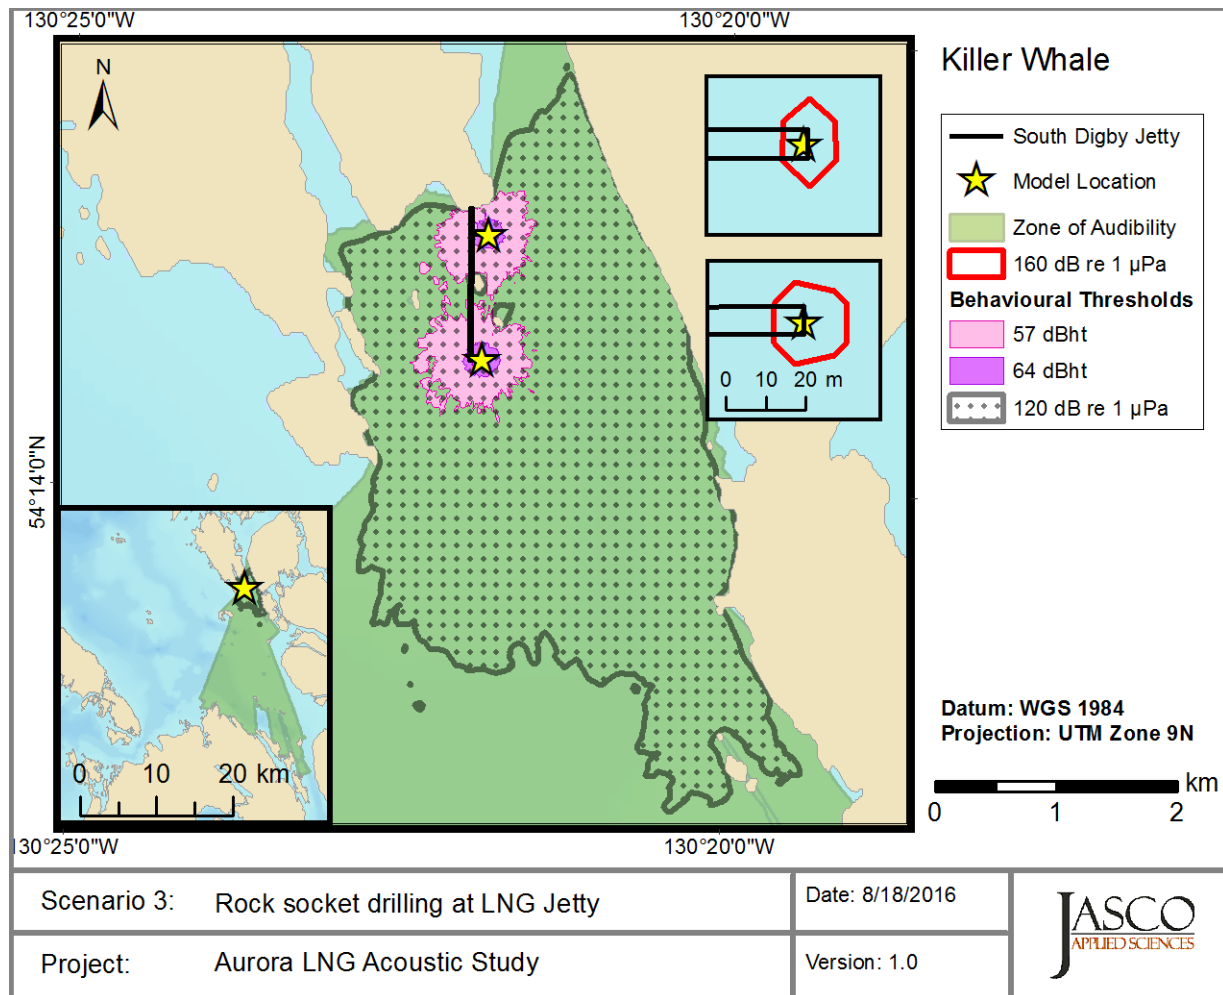 130°25'0"W
130°20'0"W
N
Killer Whale
South Digby Jetty
Model Location
Zone of Audibility
160 dB re 1 µPa
Behavioural Thresholds
57 dBht
64 dBht
120 dB re 1 µPa
0 10 20 m
54°14'0"N
0 10 20 km
Datum: WGS 1984
Projection: UTM Zone 9N
km
0 1 2
130°25'0"W
130°20'0"W
Scenario 3: Rock socket drilling at LNG Jetty
Date: 8/18/2016
Project: Aurora LNG Acoustic Study
Version: 1.0
JASCO
APPLIED SCIENCES